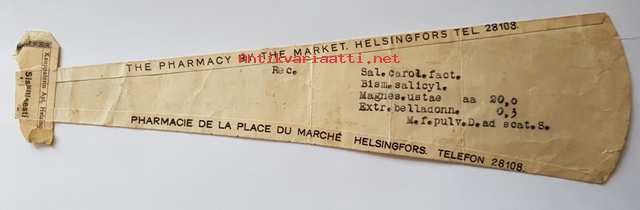 THE PHARMACY BY THE MARKET. HELSINGFORS TEL. 28108.
Antikvariaatti.net
Rec.
Sal.carol.fact.
Bism.salicyl.
Magnes.ustae aa 20,0
Extr.belladonn. 0,3
M.f.pulv.D.ad scat.S.
PHARMACIE DE LA PLACE DU MARCHÉ HELSINGFORS. TELEFON 28108.
Sisällisesti